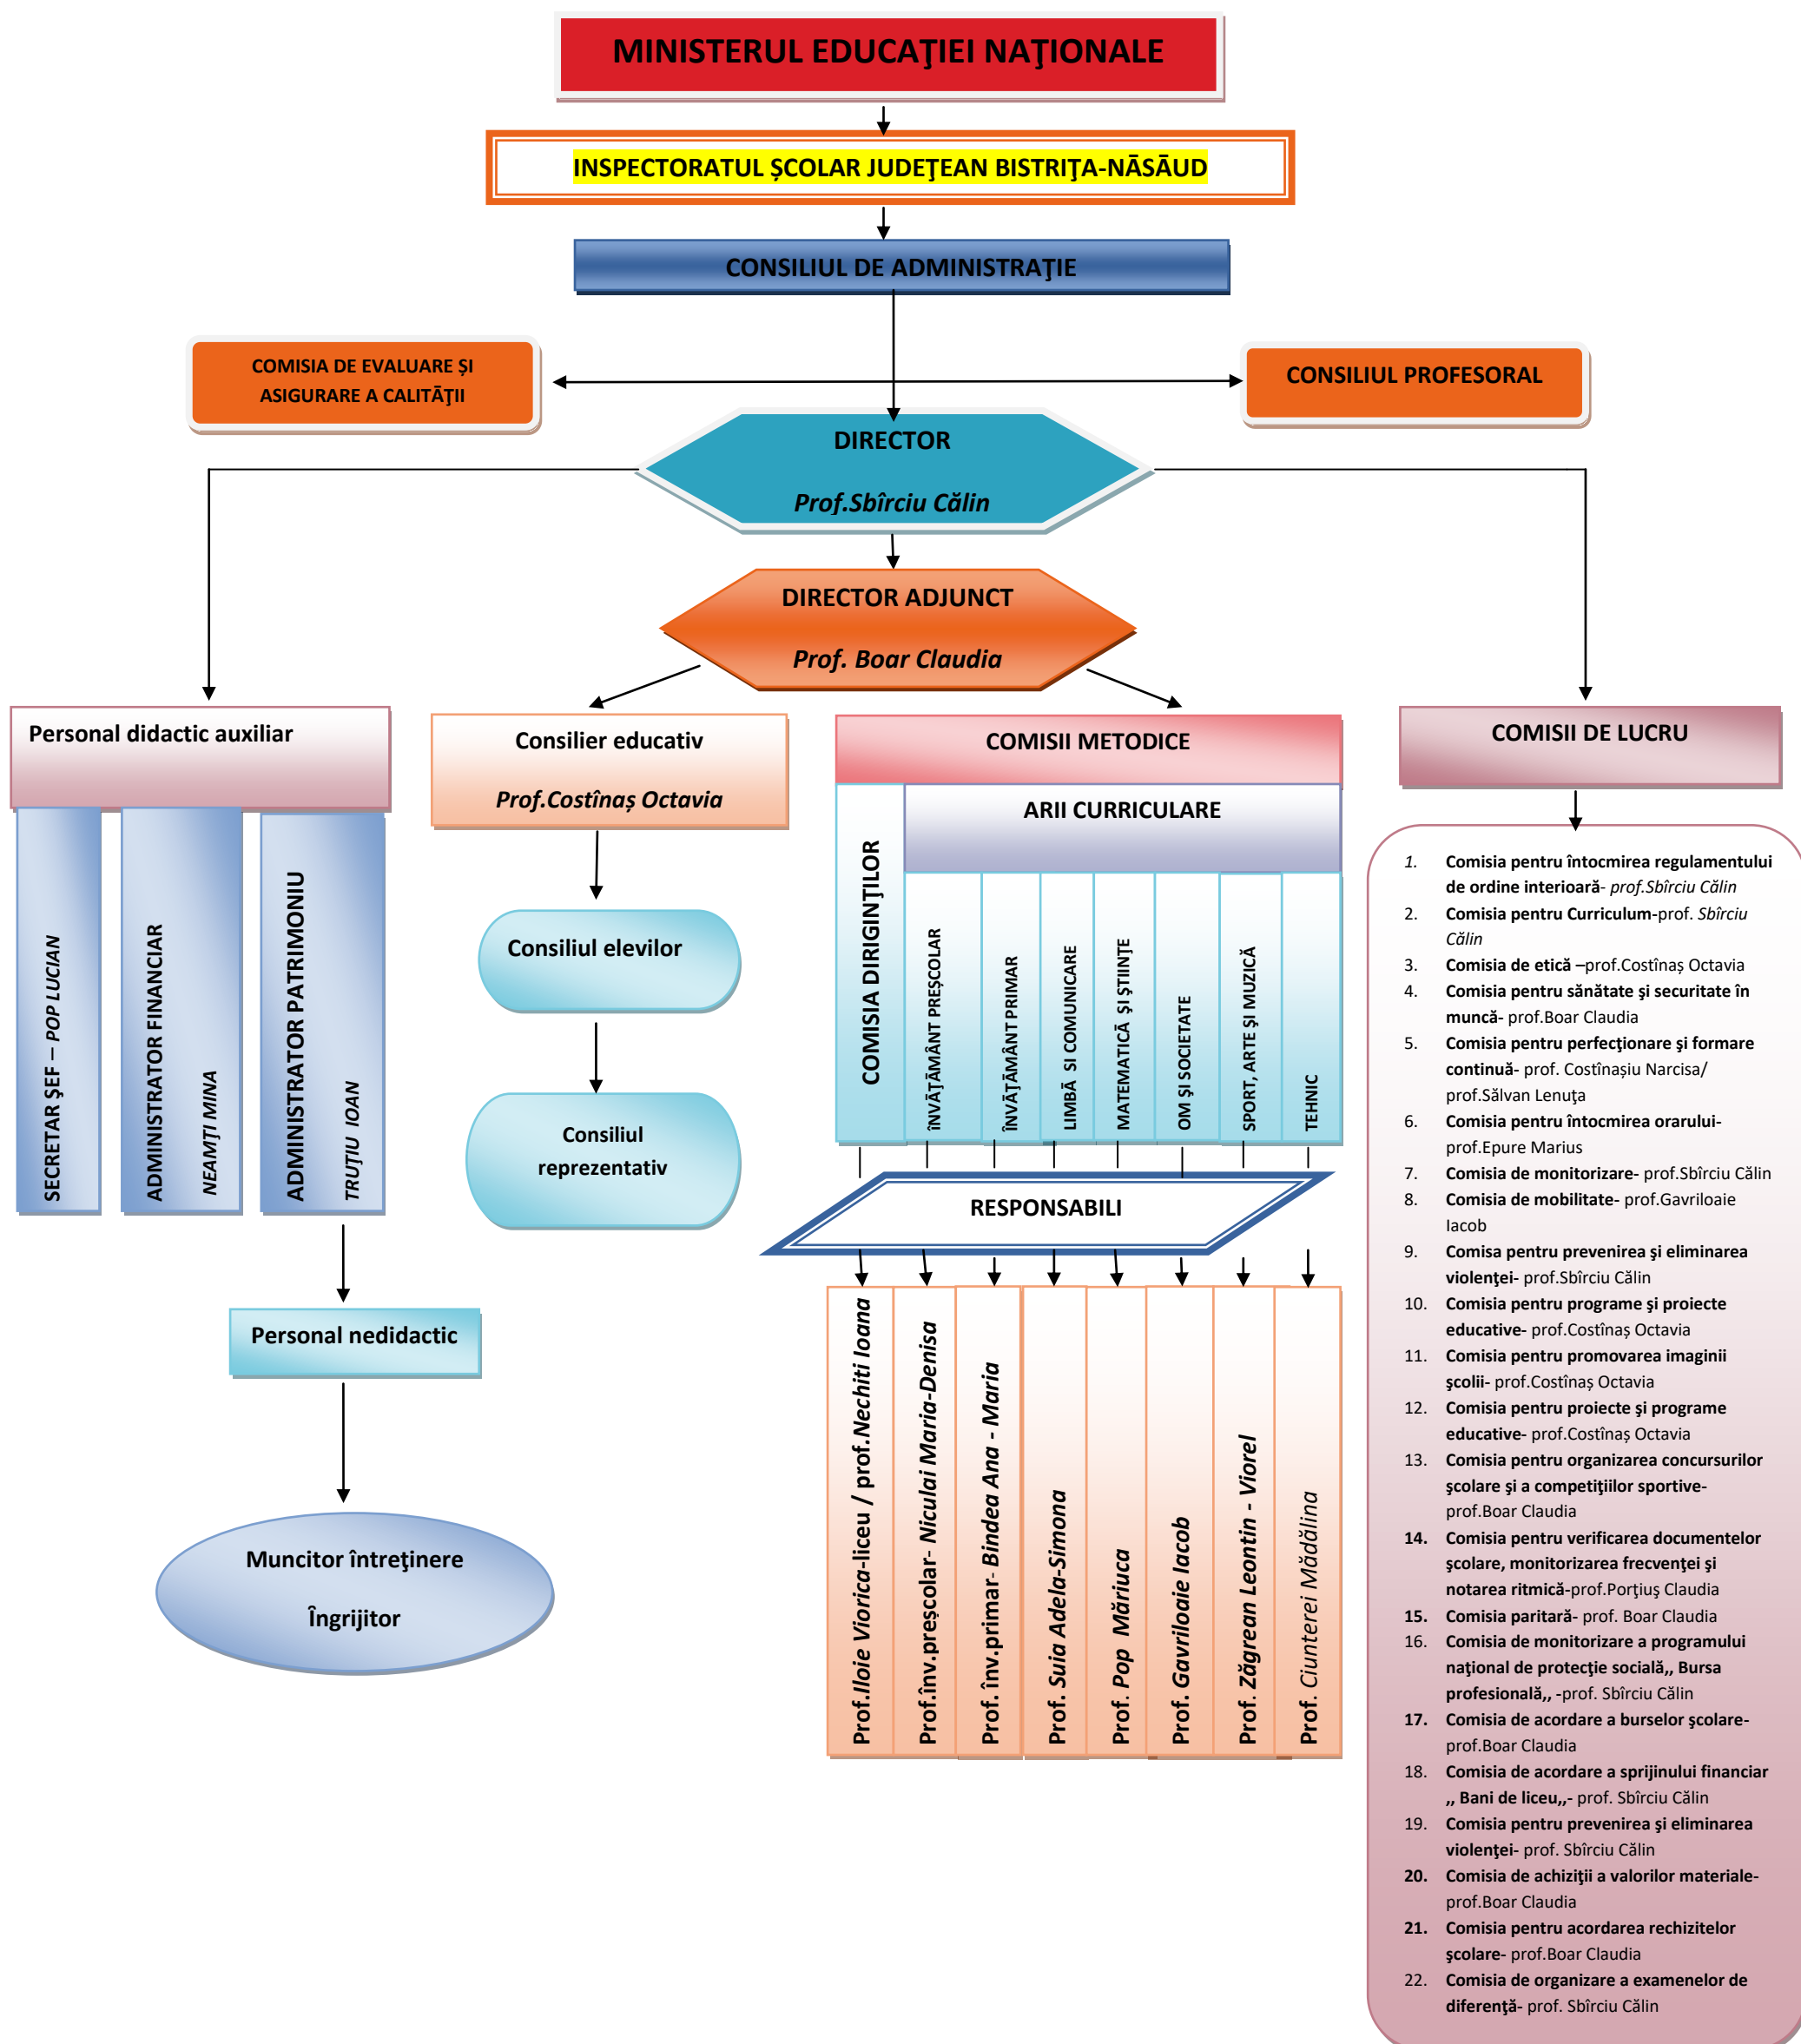 MINISTERUL EDUCAŢIEI NAŢIONALE
INSPECTORATUL ȘCOLAR JUDEŢEAN BISTRIŢA-NĂSĂUD
CONSILIUL DE ADMINISTRAŢIE
COMISIA DE EVALUARE ȘI
ASIGURARE A CALITĂŢII
CONSILIUL PROFESORAL
DIRECTOR
Prof.Sbîrciu Călin
DIRECTOR ADJUNCT
Prof. Boar Claudia
Personal didactic auxiliar
SECRETAR ŞEF – POP LUCIAN
ADMINISTRATOR FINANCIAR
NEAMŢI MINA
ADMINISTRATOR PATRIMONIU
TRUŢIU IOAN
Personal nedidactic
Muncitor întreţinere
Îngrijitor
Consilier educativ
Prof.Costînaș Octavia
Consiliul elevilor
Consiliul
reprezentativ
COMISII METODICE
COMISIA DIRIGINŢILOR
ARII CURRICULARE
ÎNVĂŢĂMÂNT PREŞCOLAR
ÎNVĂŢĂMÂNT PRIMAR
LIMBĂ SI COMUNICARE
MATEMATICĂ ŞI ŞTIINŢE
OM ŞI SOCIETATE
SPORT, ARTE ŞI MUZICĂ
TEHNIC
RESPONSABILI
Prof.Iloie Viorica-liceu / prof.Nechiti Ioana
Prof.înv.preşcolar- Niculai Maria-Denisa
Prof. înv.primar- Bindea Ana - Maria
Prof. Suia Adela-Simona
Prof. Pop Măriuca
Prof. Gavriloaie Iacob
Prof. Zăgrean Leontin - Viorel
Prof. Ciunterei Mădălina
COMISII DE LUCRU
1. Comisia pentru întocmirea regulamentului
de ordine interioară- prof.Sbîrciu Călin
2. Comisia pentru Curriculum-prof. Sbîrciu
Călin
3. Comisia de etică –prof.Costînaș Octavia
4. Comisia pentru sănătate şi securitate în
muncă- prof.Boar Claudia
5. Comisia pentru perfecţionare şi formare
continuă- prof. Costînașiu Narcisa/
prof.Sălvan Lenuţa
6. Comisia pentru întocmirea orarului-
prof.Epure Marius
7. Comisia de monitorizare- prof.Sbîrciu Călin
8. Comisia de mobilitate- prof.Gavriloaie
Iacob
9. Comisa pentru prevenirea şi eliminarea
violenţei- prof.Sbîrciu Călin
10. Comisia pentru programe şi proiecte
educative- prof.Costînaș Octavia
11. Comisia pentru promovarea imaginii
şcolii- prof.Costînaș Octavia
12. Comisia pentru proiecte şi programe
educative- prof.Costînaș Octavia
13. Comisia pentru organizarea concursurilor
şcolare şi a competiţiilor sportive-
prof.Boar Claudia
14. Comisia pentru verificarea documentelor
şcolare, monitorizarea frecvenţei şi
notarea ritmică-prof.Porţiuş Claudia
15. Comisia paritară- prof. Boar Claudia
16. Comisia de monitorizare a programului
naţional de protecţie socială,, Bursa
profesională,, -prof. Sbîrciu Călin
17. Comisia de acordare a burselor şcolare-
prof.Boar Claudia
18. Comisia de acordare a sprijinului financiar
,, Bani de liceu,,- prof. Sbîrciu Călin
19. Comisia pentru prevenirea şi eliminarea
violenţei- prof. Sbîrciu Călin
20. Comisia de achiziţii a valorilor materiale-
prof.Boar Claudia
21. Comisia pentru acordarea rechizitelor
şcolare- prof.Boar Claudia
22. Comisia de organizare a examenelor de
diferenţă- prof. Sbîrciu Călin